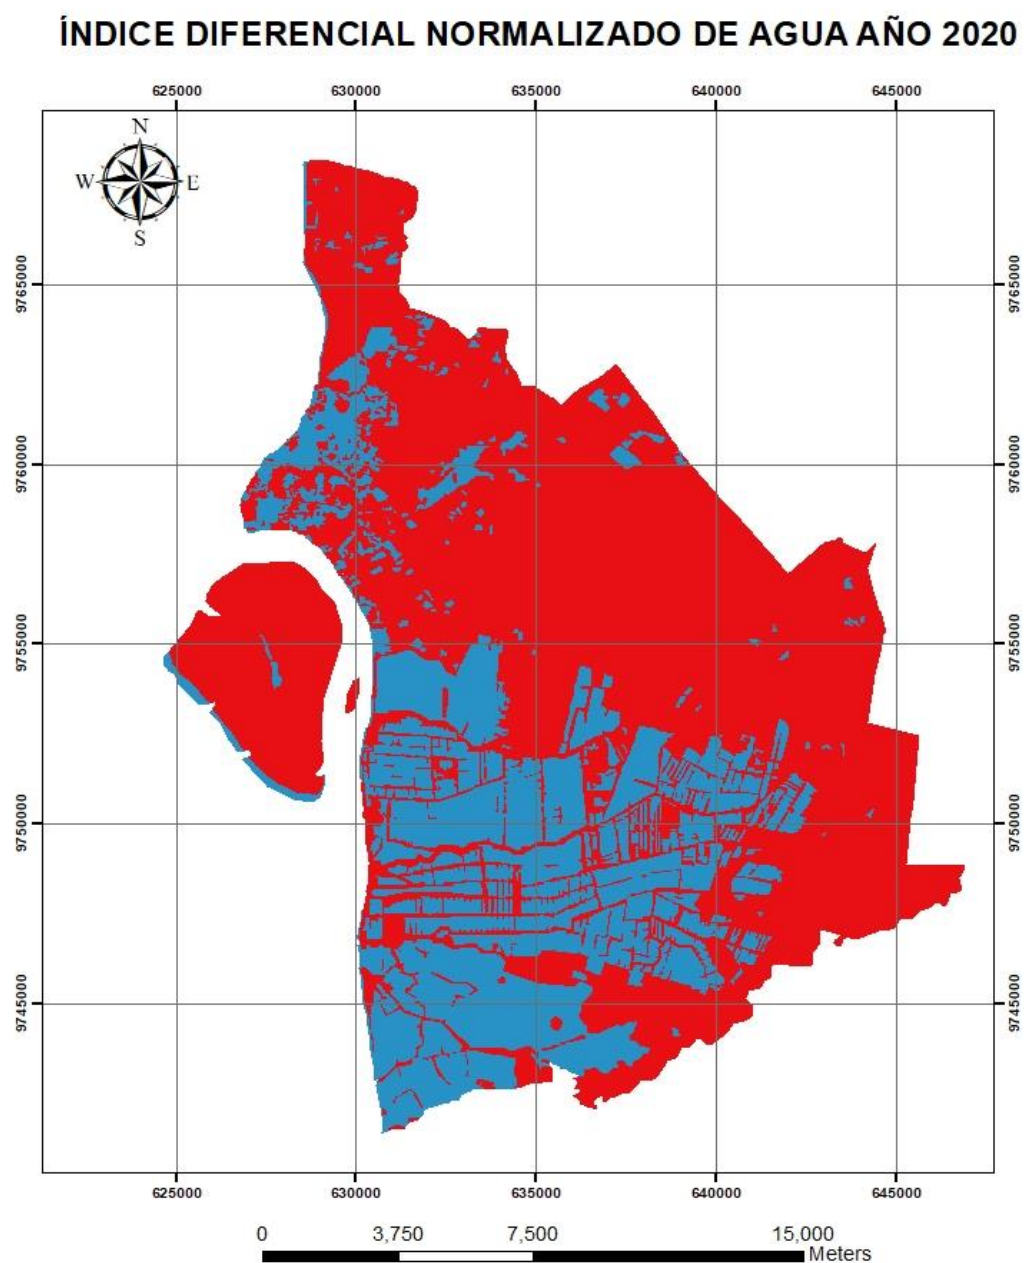 ÍNDICE DIFERENCIAL NORMALIZADO DE AGUA AÑO 2020
625000 630000 635000 640000 645000
N
W E
S
9765000 9765000
9760000 9760000
9755000 9755000
9750000 9750000
9745000 9745000
625000 630000 635000 640000 645000
0 3,750 7,500 15,000
Meters